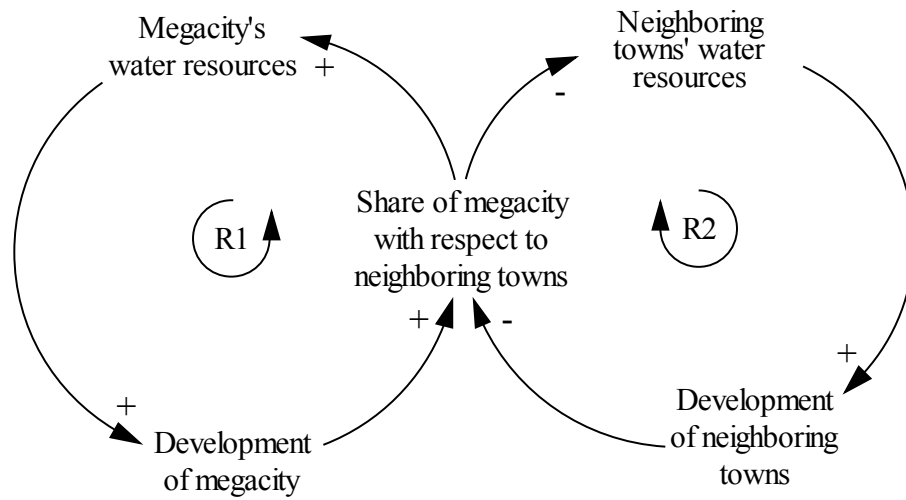 Megacity's
water resources
+
Neighboring
towns' water
resources
-
R1
Share of megacity
with respect to
neighboring towns
R2
+
-
+
Development
of megacity
+
Development
of neighboring
towns